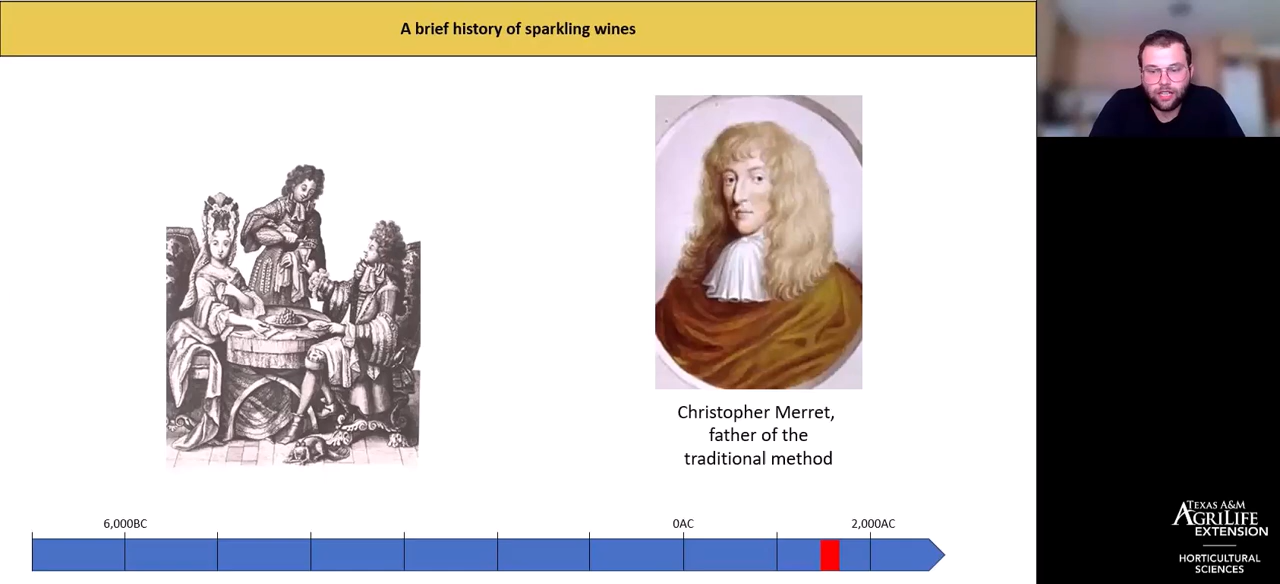 A brief history of sparkling wines
Christopher Merret,
father of the
traditional method
6,000BC
0AC
2,000AC
TEXAS A&M
AGRILIFE
EXTENSION
HORTICULTURAL
SCIENCES